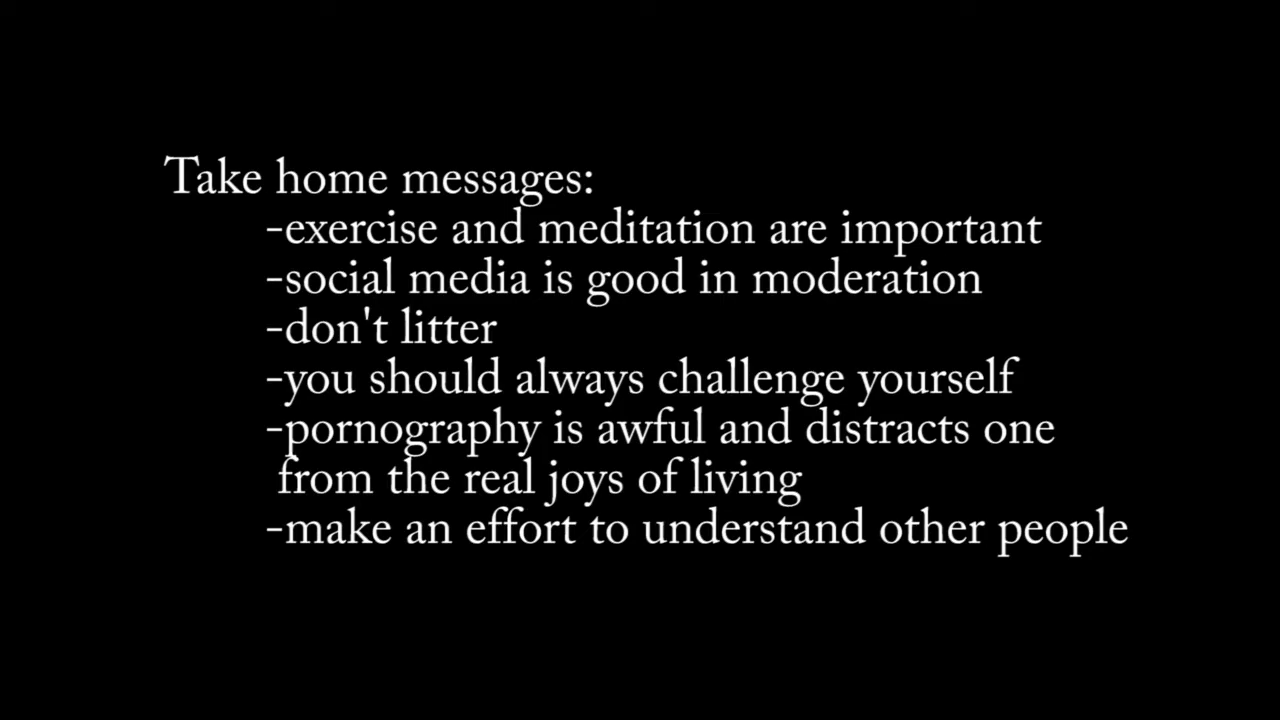 Take home messages:
-exercise and meditation are important
-social media is good in moderation
-don't litter
-you should always challenge yourself
-pornography is awful and distracts one
from the real joys of living
-make an effort to understand other people